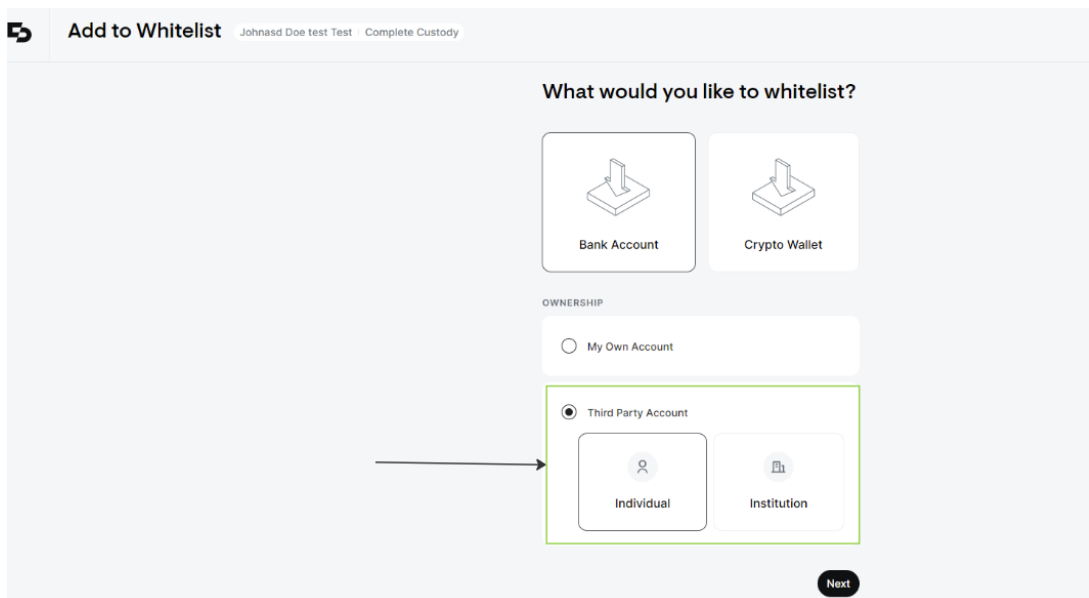 Add to Whitelist
Johnasd Doe test Test Complete Custody
What would you like to whitelist?
Bank Account
Crypto Wallet
OWNERSHIP
My Own Account
Third Party Account
Individual
Institution
Next